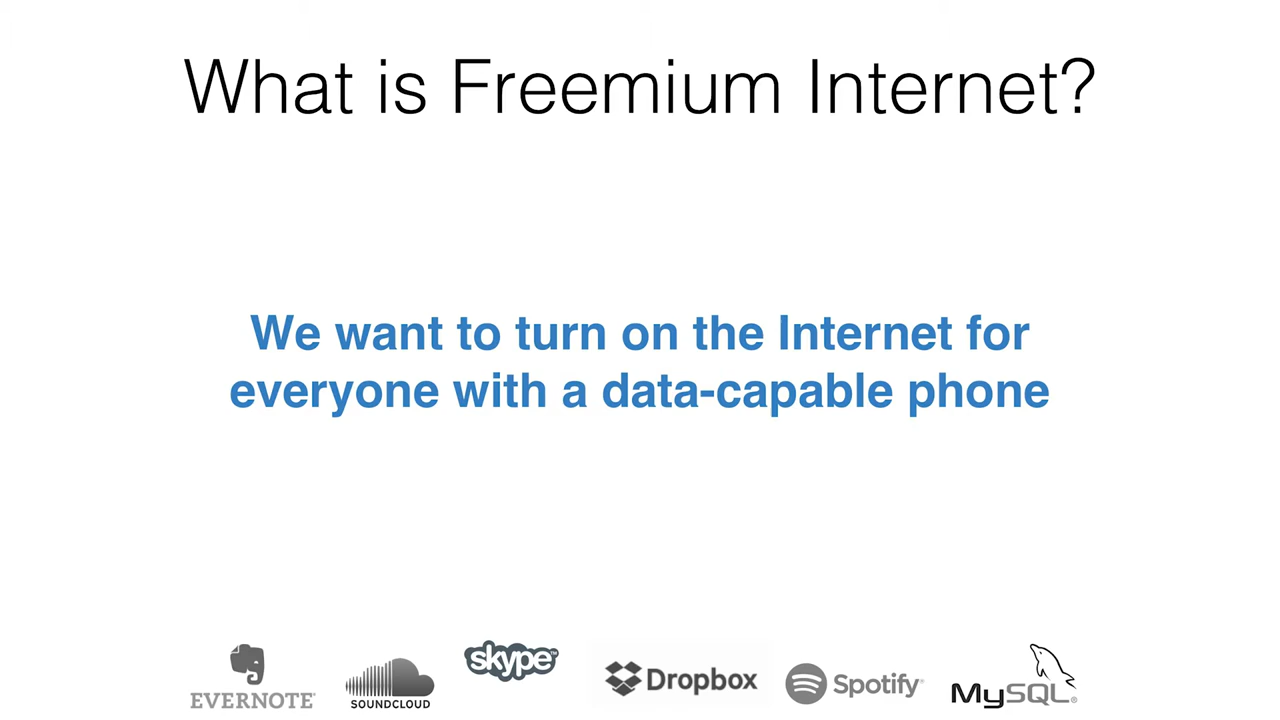 What is Freemium Internet?
We want to turn on the Internet for
everyone with a data-capable phone
EVERNOTE®
SOUNDCLOUD
skype™
Dropbox
Spotify®
MySQL®